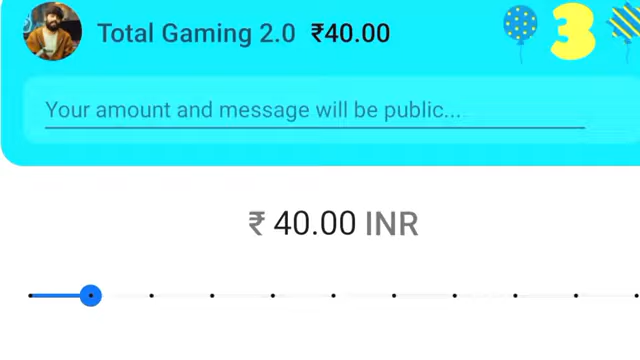 Total Gaming 2.0 ₹40.00
3
Your amount and message will be public...
₹ 40.00 INR